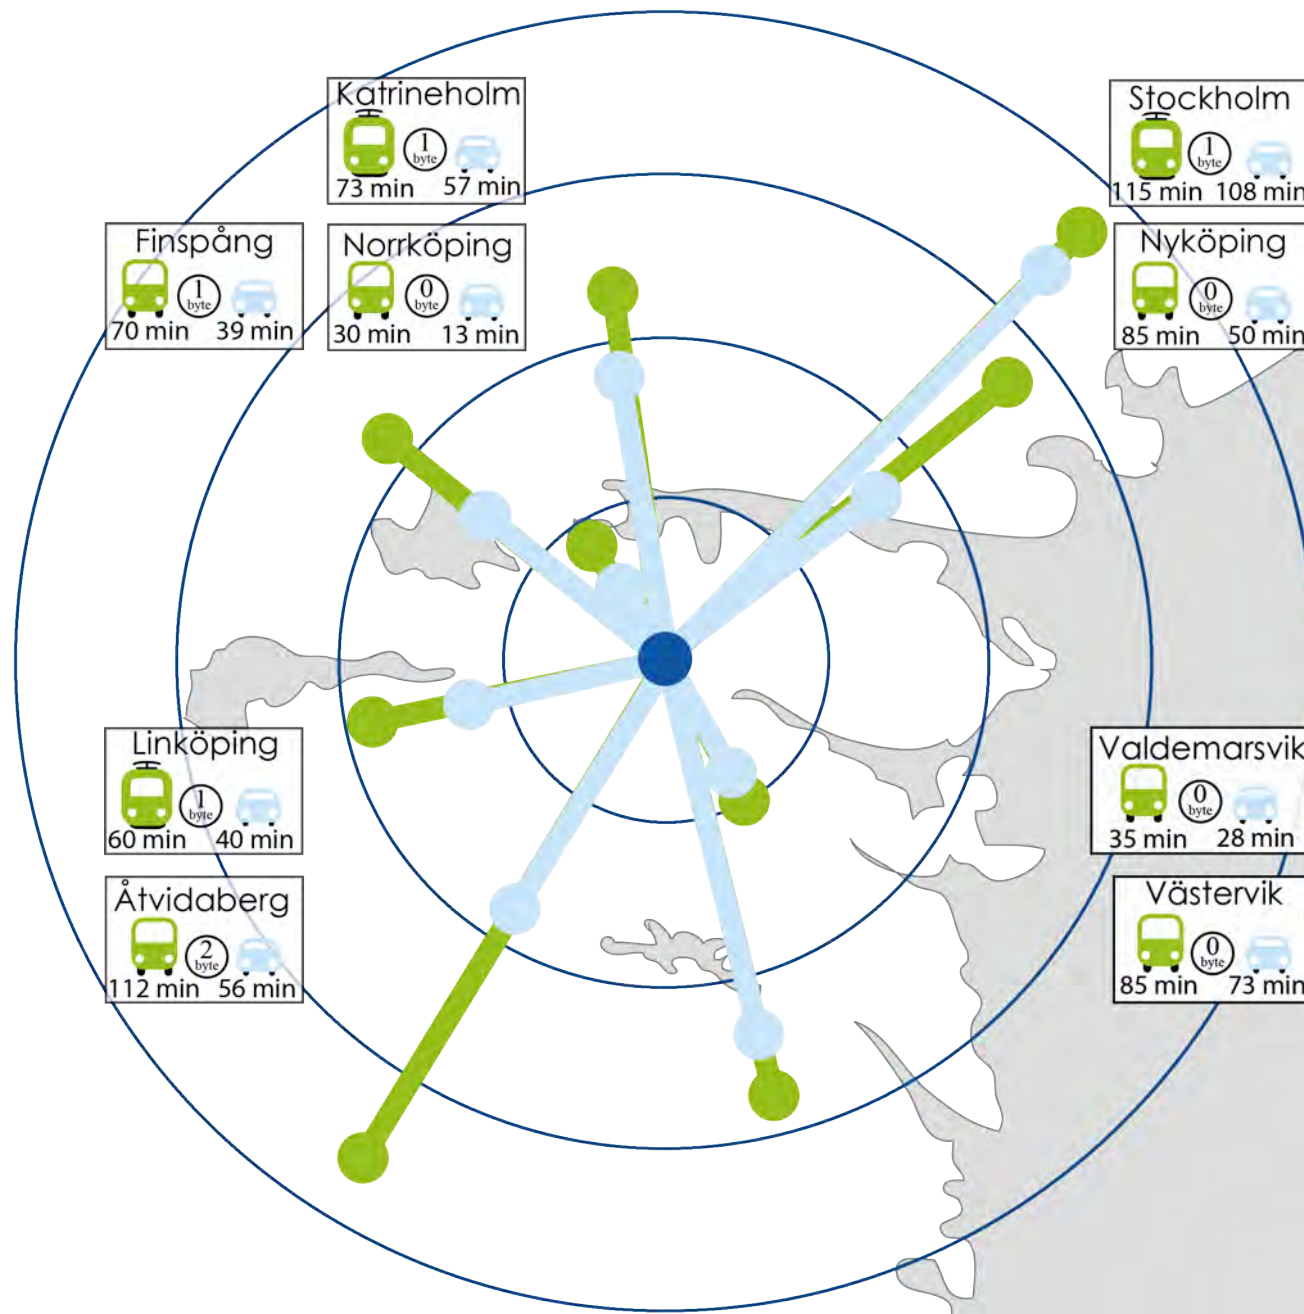 Katrineholm
1
byte
73 min 57 min
Stockholm
1
byte
115 min 108 min
Finspång
1
byte
70 min 39 min
Norrköping
0
byte
30 min 13 min
Nyköping
0
byte
85 min 50 min
Linköping
1
byte
60 min 40 min
Valdemarsvik
0
byte
35 min 28 min
Åtvidaberg
2
byte
112 min 56 min
Västervik
0
byte
85 min 73 min